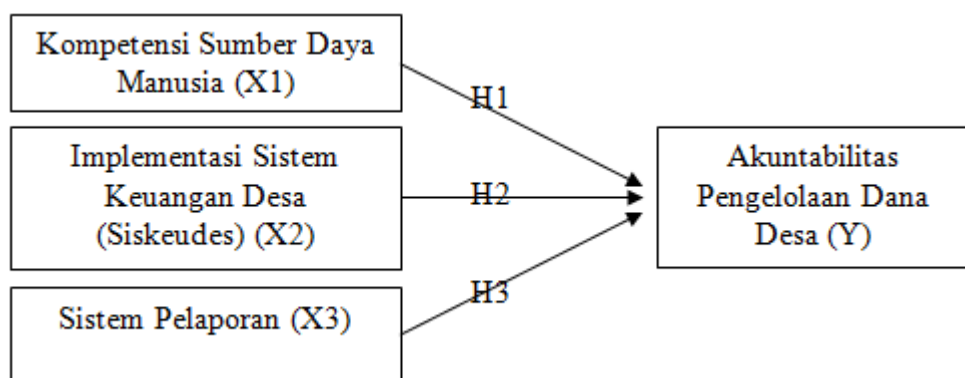 Kompetensi Sumber Daya
Manusia (X1)
H1
Implementasi Sistem
Keuangan Desa
(Siskeudes) (X2)
H2
Akuntabilitas
Pengelolaan Dana
Desa (Y)
Sistem Pelaporan (X3)
H3